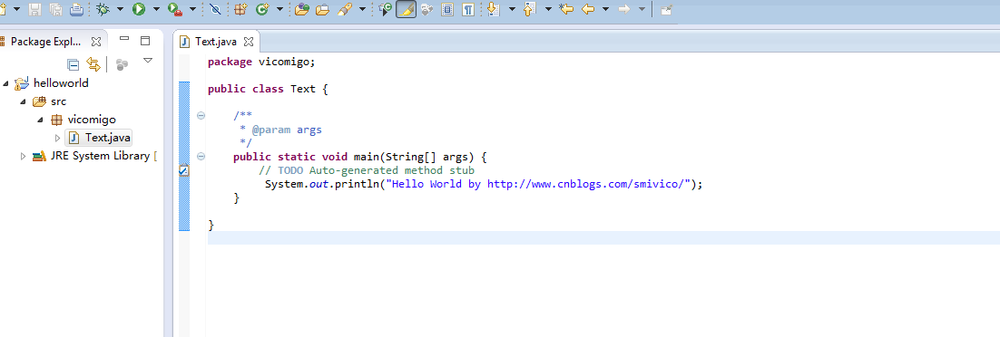 Package Expl...
helloworld
src
vicomigo
Text.java
JRE System Library [
Text.java
package vicomigo;
public class Text {
/**
* @param args
*/
public static void main(String[] args) {
// TODO Auto-generated method stub
System.out.println("Hello World by http://www.cnblogs.com/smivico/");
}
}